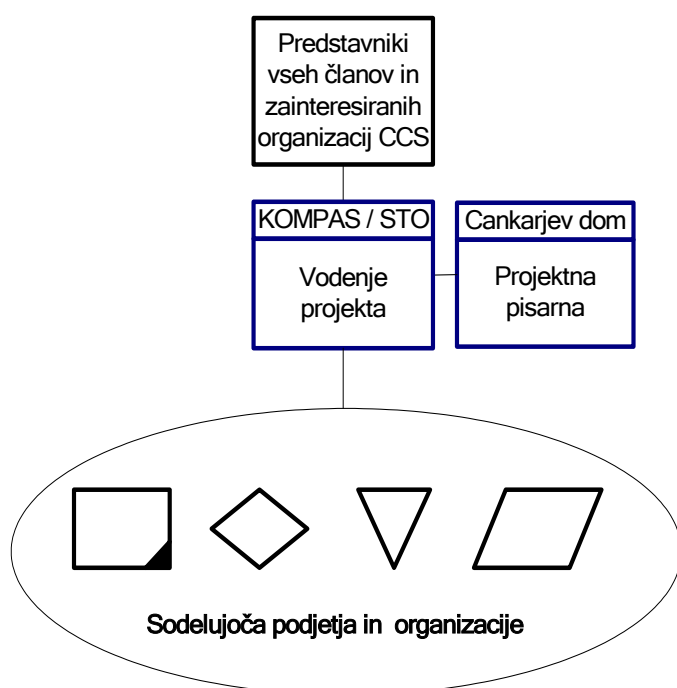 Predstavniki
vseh članov in
zainteresiranih
organizacij CCS
KOMPAS / STO
Vodenje
projekta
Cankarjev dom
Projektna
pisarna
Sodelujoča podjetja in organizacije